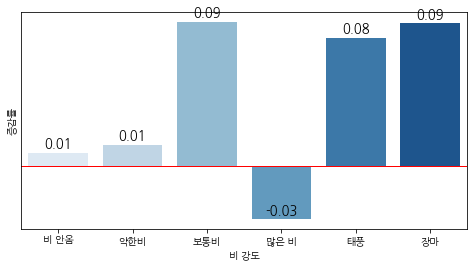 0.09
0.09
0.08
0.01
0.01
-0.03
증감률
비 안옴
약한비
보통비
많은 비
태풍
장마
비 강도